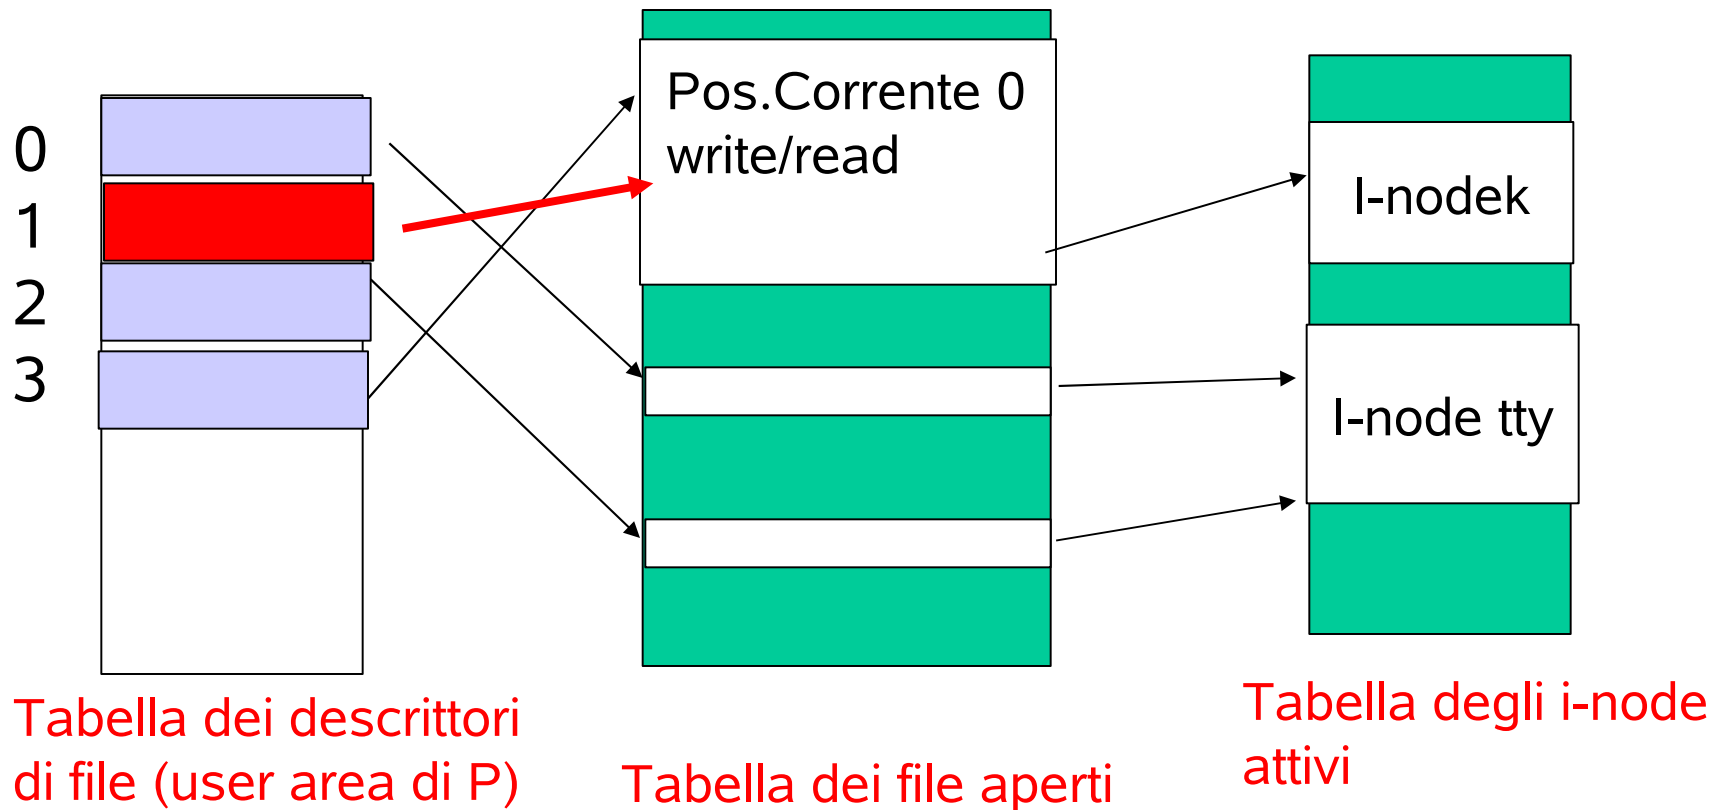 0
1
2
3
Pos.Corrente 0
write/read
I-nodek
I-node tty
Tabella dei descrittori
di file (user area di P)
Tabella dei file aperti
Tabella degli i-node
attivi